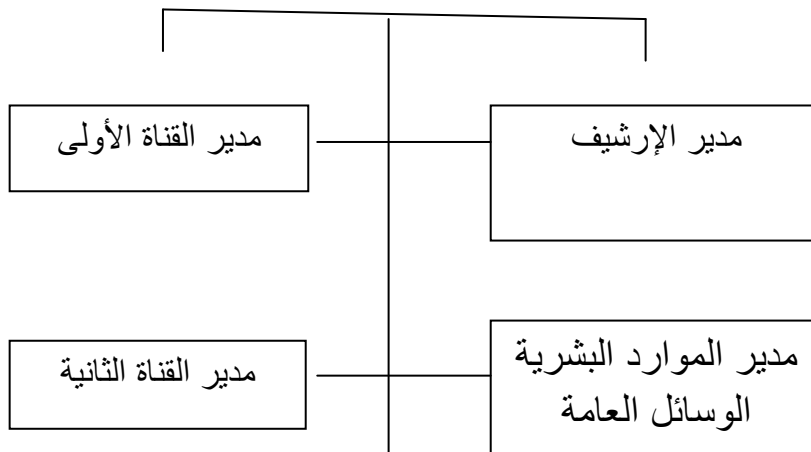 مدير الإرشيف
مدير القناة الأولى
مدير الموارد البشرية
الوسائل العامة
مدير القناة الثانية